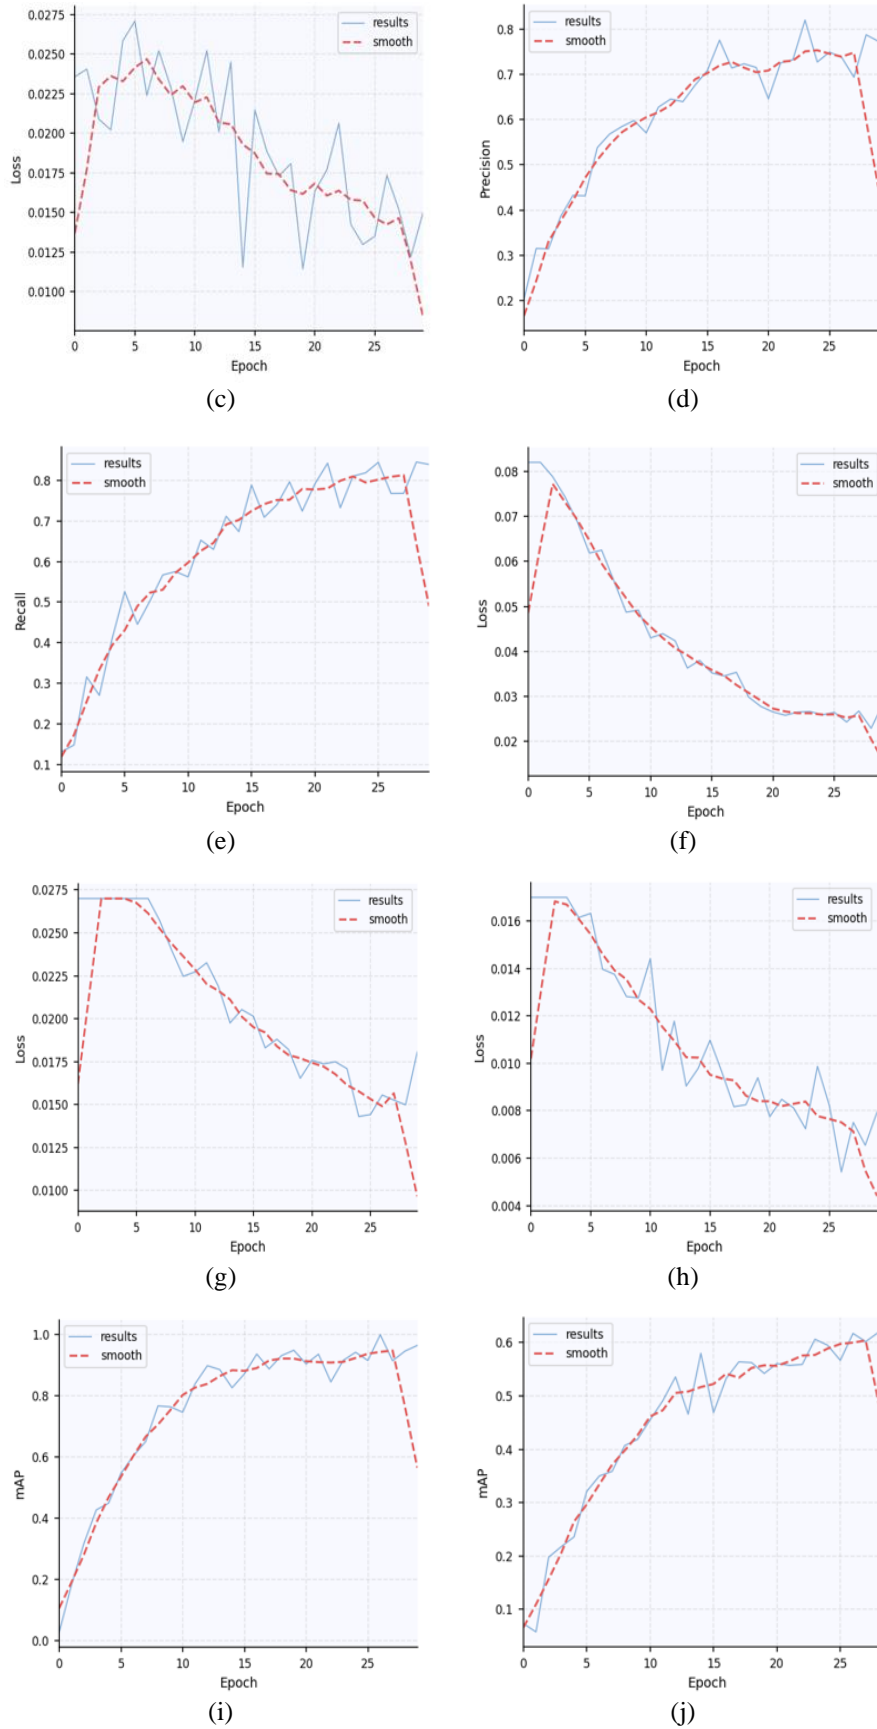 0.0275
0.0250
0.0225
0.0200
0.0175
0.0150
0.0125
0.0100
Loss
results
smooth
0 5 10 15 20 25
Epoch
(c)
0.8
0.7
0.6
0.5
0.4
0.3
0.2
Precision
results
smooth
0 5 10 15 20 25
Epoch
(d)
0.8
0.7
0.6
0.5
0.4
0.3
0.2
0.1
Recall
results
smooth
0 5 10 15 20 25
Epoch
(e)
0.08
0.07
0.06
0.05
0.04
0.03
0.02
Loss
results
smooth
0 5 10 15 20 25
Epoch
(f)
0.0275
0.0250
0.0225
0.0200
0.0175
0.0150
0.0125
0.0100
Loss
results
smooth
0 5 10 15 20 25
Epoch
(g)
0.016
0.014
0.012
0.010
0.008
0.006
0.004
Loss
results
smooth
0 5 10 15 20 25
Epoch
(h)
1.0
0.8
0.6
0.4
0.2
0.0
mAP
results
smooth
0 5 10 15 20 25
Epoch
(i)
0.6
0.5
0.4
0.3
0.2
0.1
mAP
results
smooth
0 5 10 15 20 25
Epoch
(j)